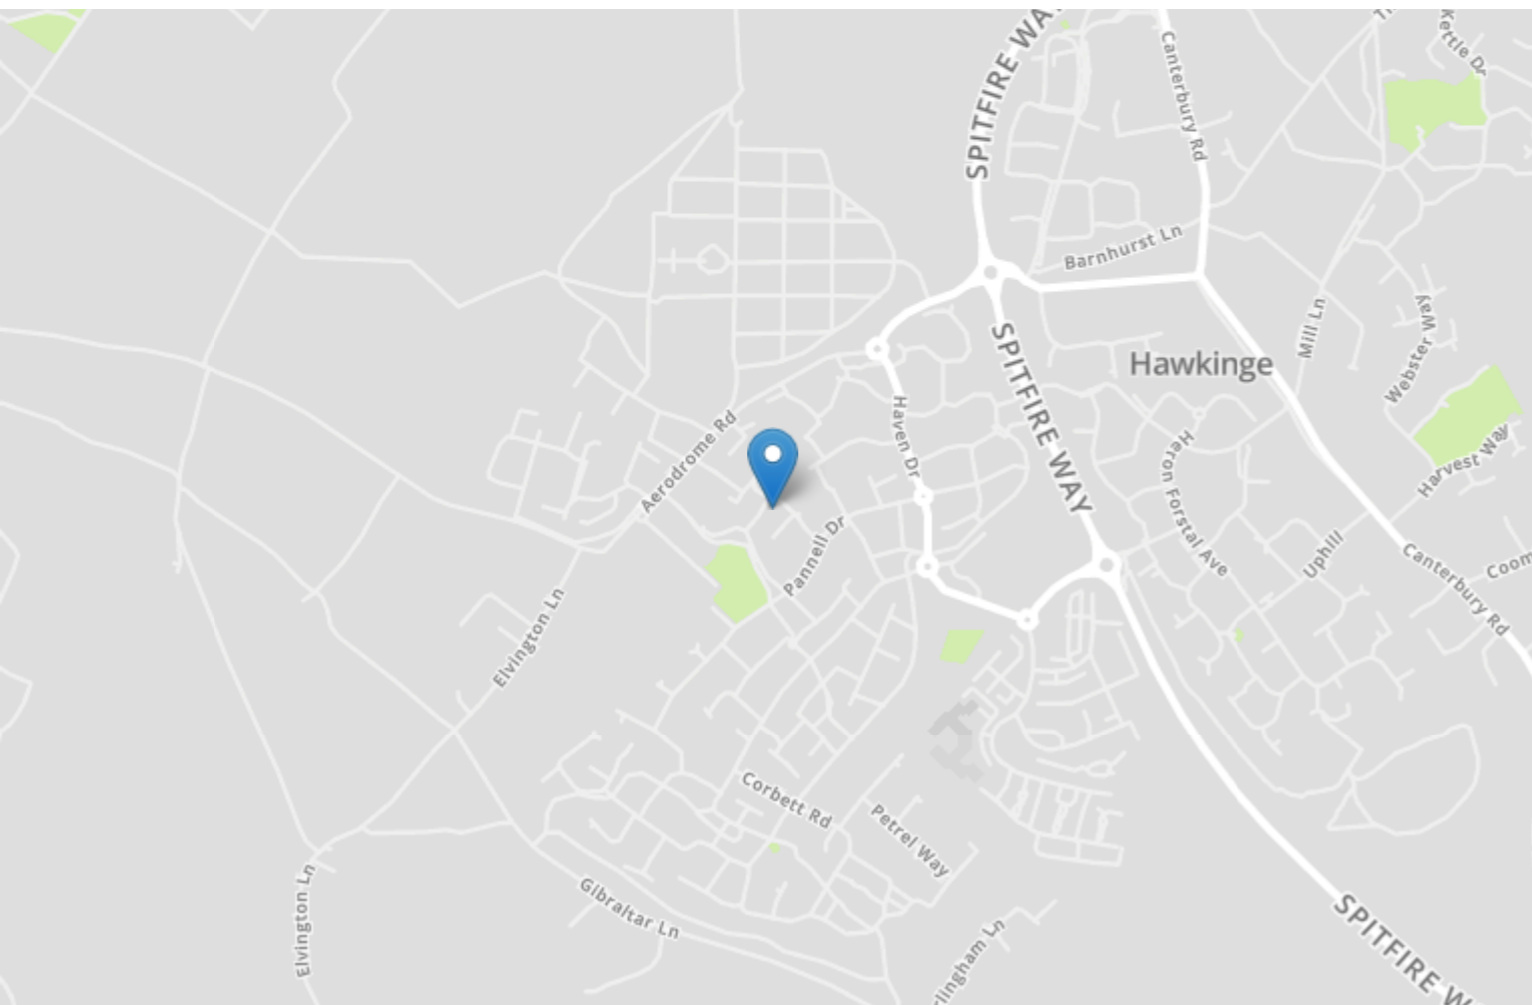 SPITFIRE WAY
Canterbury Rd
Kettle Dr
Barnhurst Ln
Mill Ln
Webster Way
SPITFIRE WAY
Hawkinge
Haven Dr
Aerodrome Rd
Heron Forstal Ave
Harvest Way
Pannell Dr
Uphill
Canterbury Rd
Elvington Ln
Corbett Rd
Petrel Way
Gibraltar Ln
Elvington Ln
SPITFIRE W